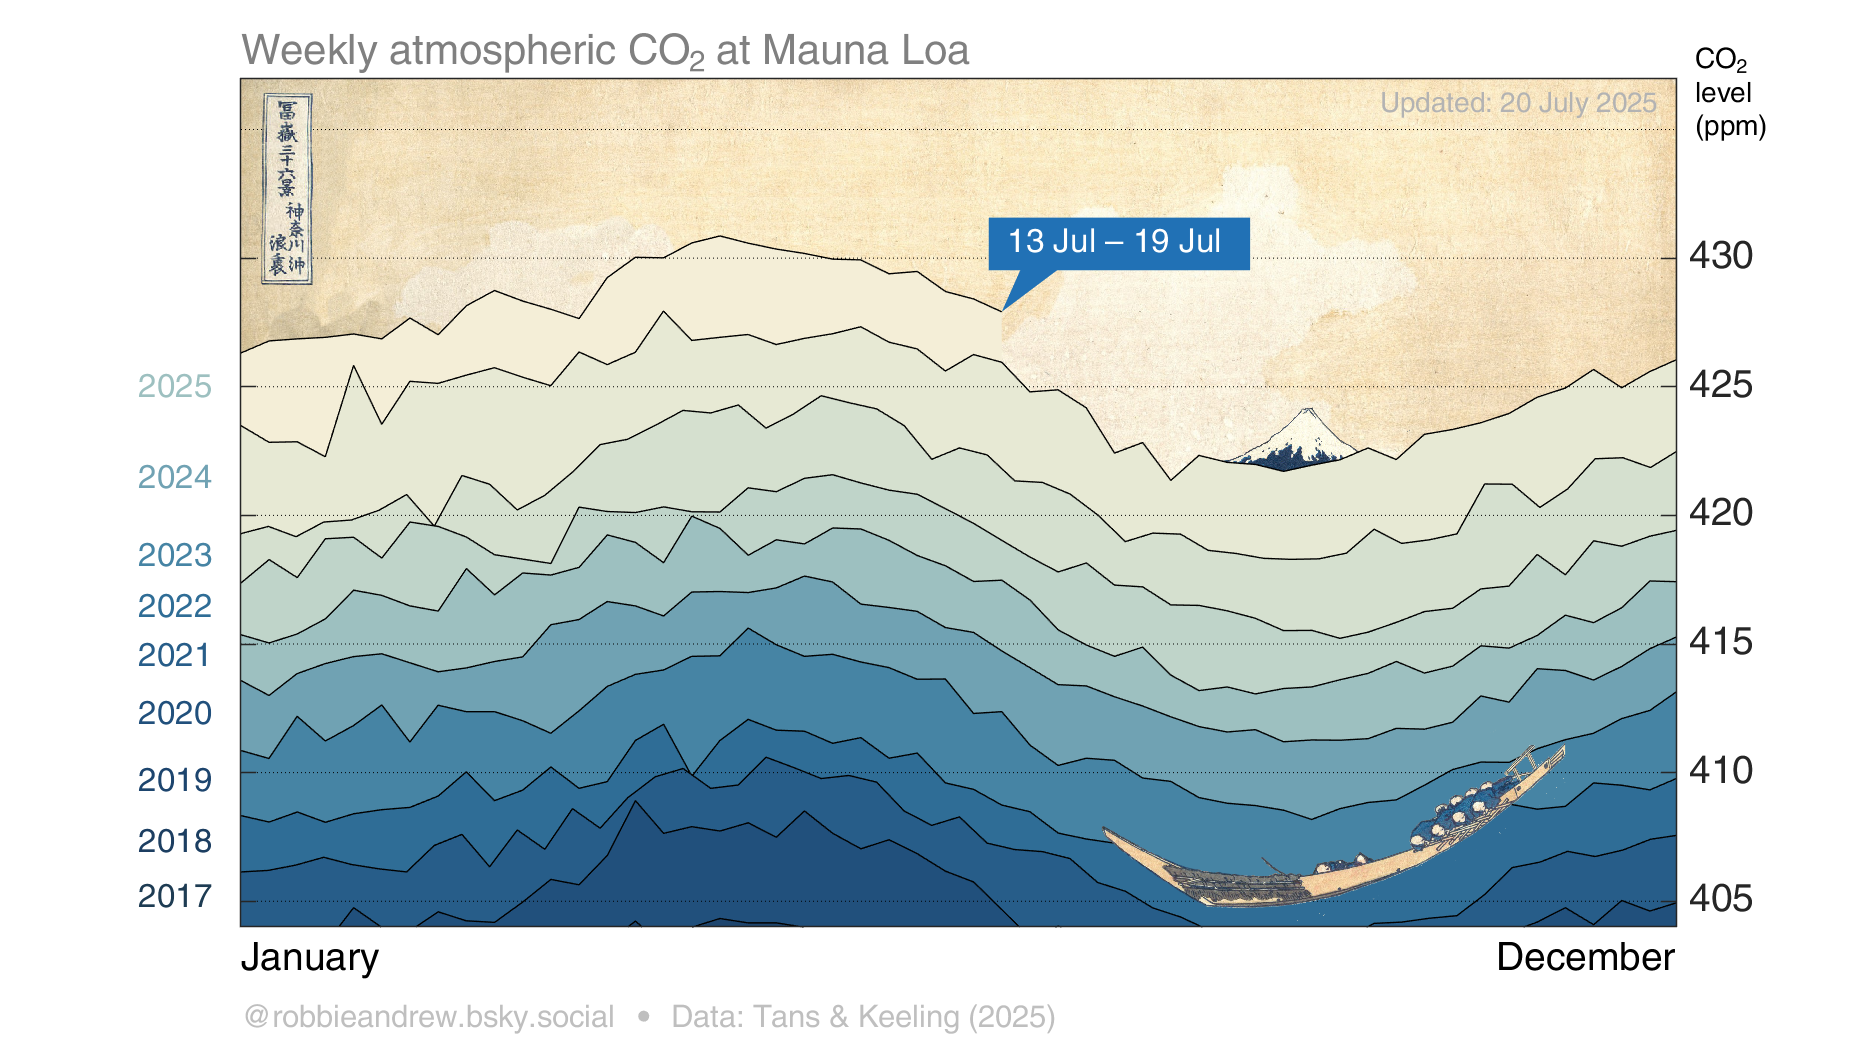 Weekly atmospheric CO₂ at Mauna Loa
CO₂
level
(ppm)
Updated: 20 July 2025
冨嶽三十六景
神奈川沖
浪裏
13 Jul – 19 Jul
430
2025
425
2024
420
2023
2022
415
2021
2020
410
2019
2018
2017
405
January
December
@robbieandrew.bsky.social • Data: Tans & Keeling (2025)